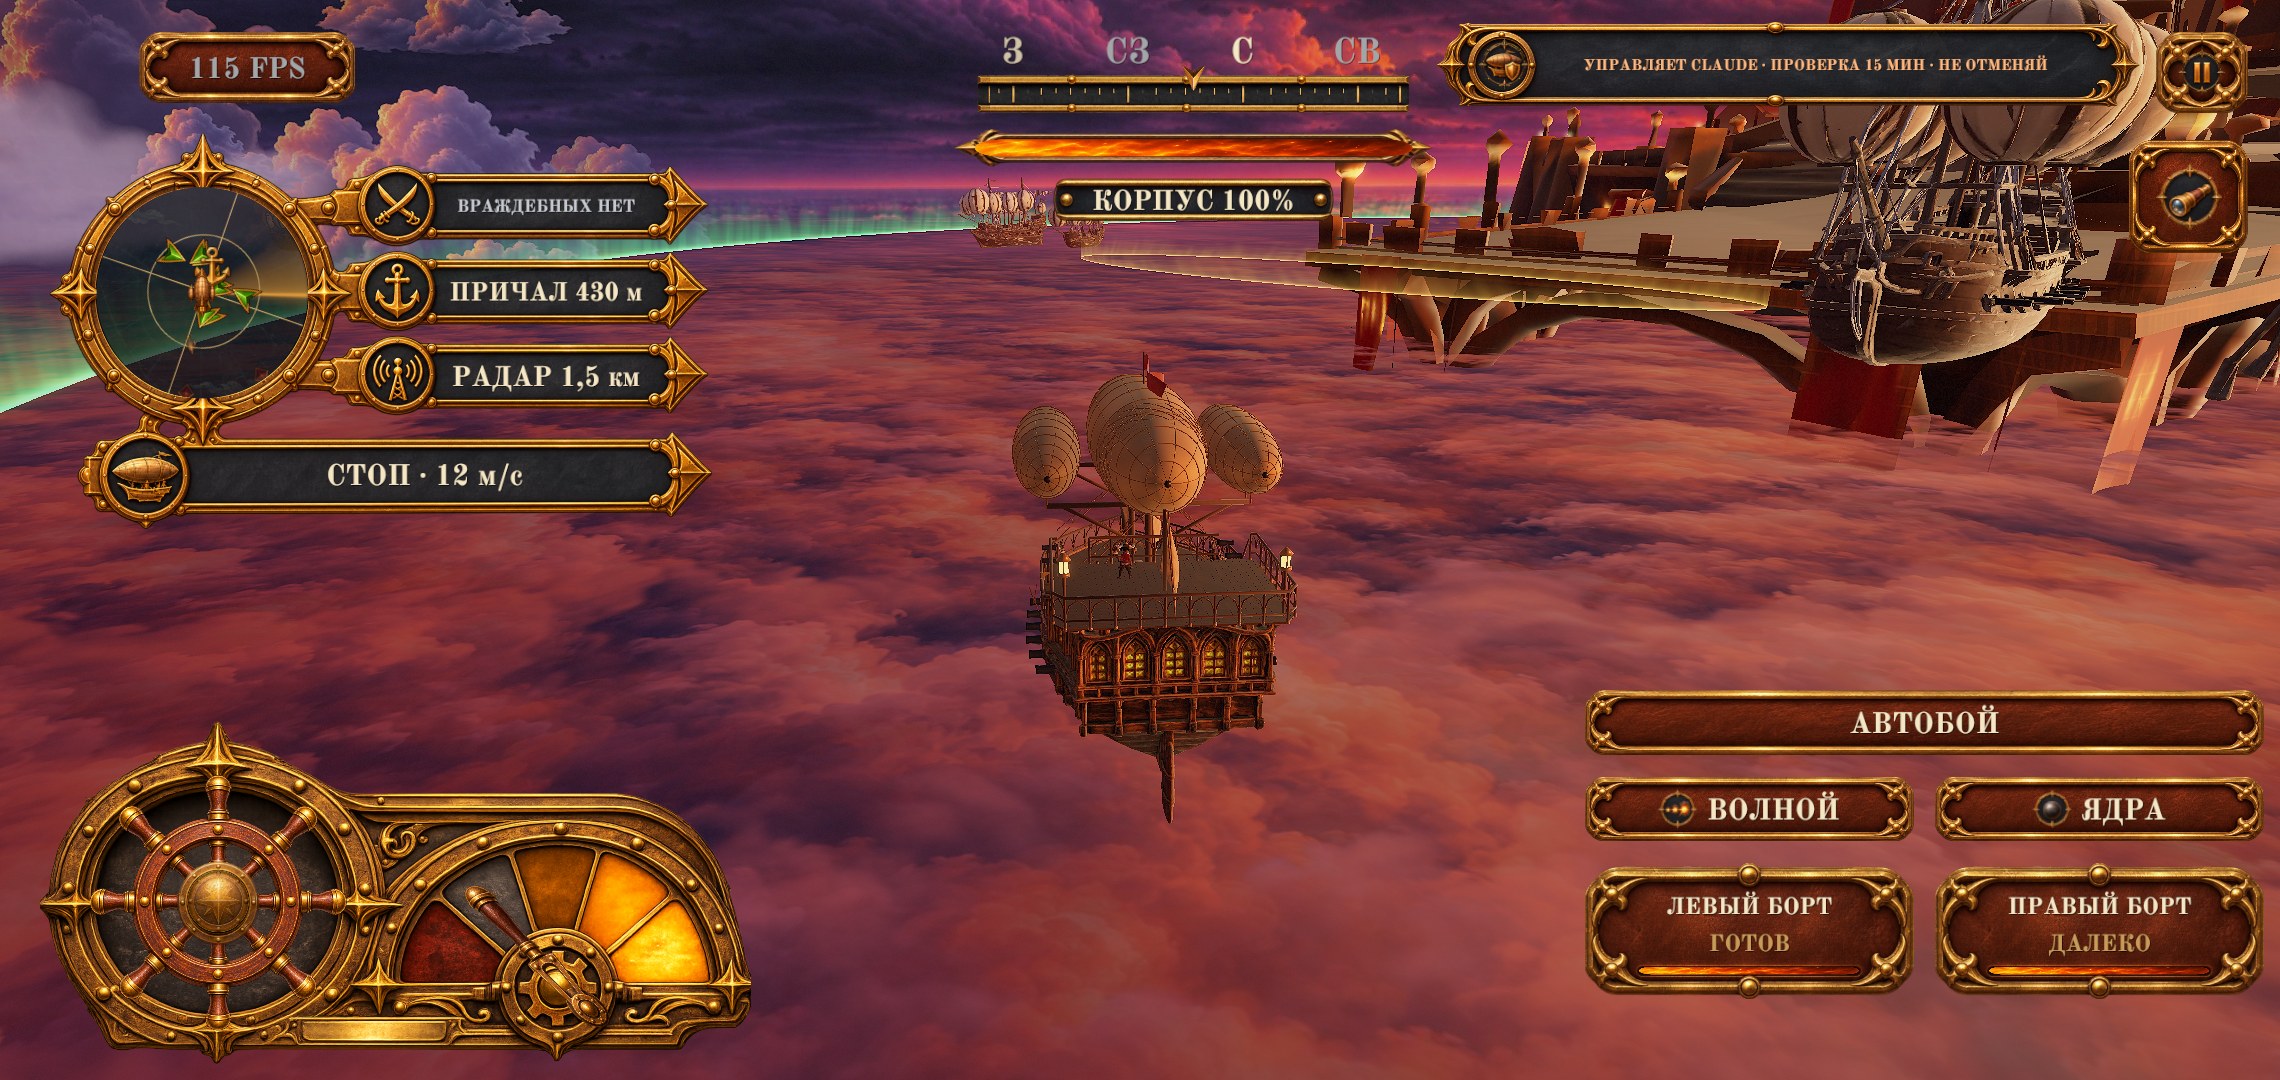 115 FPS
З СЗ С СВ
УПРАВЛЯЕТ CLAUDE · ПРОВЕРКА 15 МИН · НЕ ОТМЕНЯЙ
КОРПУС 100%
ВРАЖДЕБНЫХ НЕТ
ПРИЧАЛ 430 м
РАДАР 1,5 км
СТОП · 12 м/с
АВТОБОЙ
ВОЛНОЙ
ЯДРА
ЛЕВЫЙ БОРТ
ГОТОВ
ПРАВЫЙ БОРТ
ДАЛЕКО